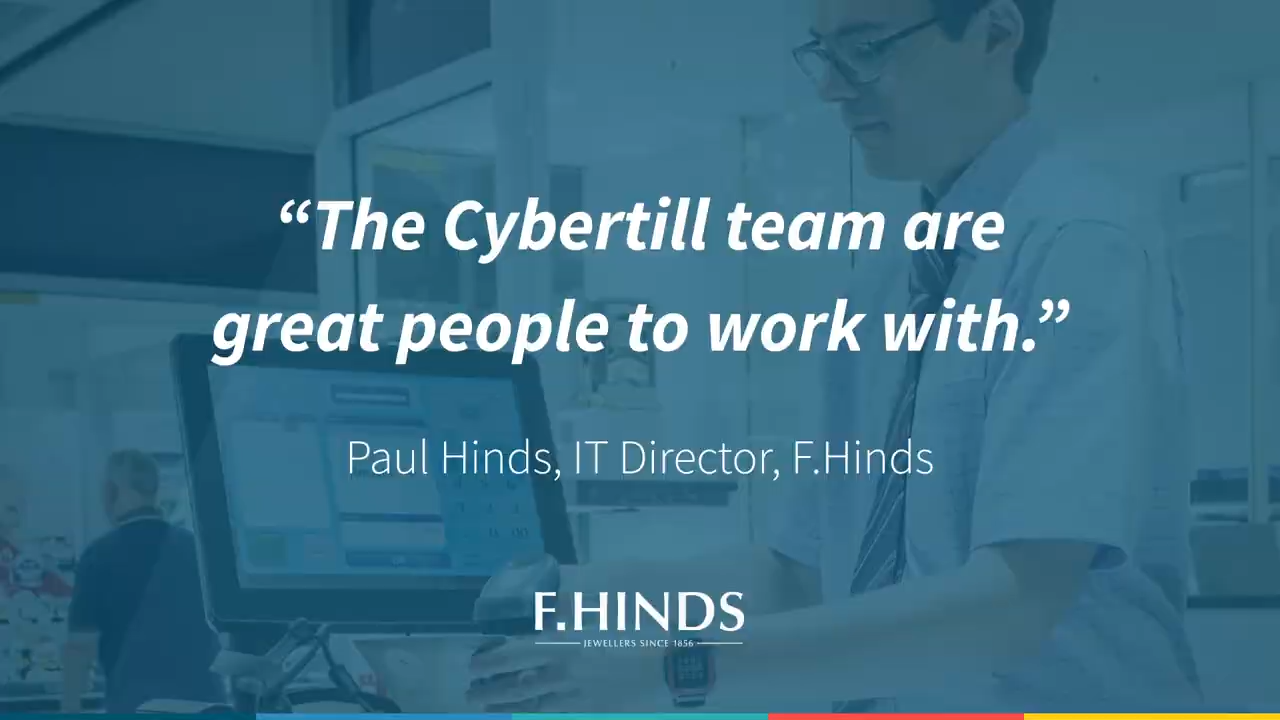 “The Cybertill team are
great people to work with.”
Paul Hinds, IT Director, F.Hinds
F.HINDS
JEWELLERS SINCE 1856